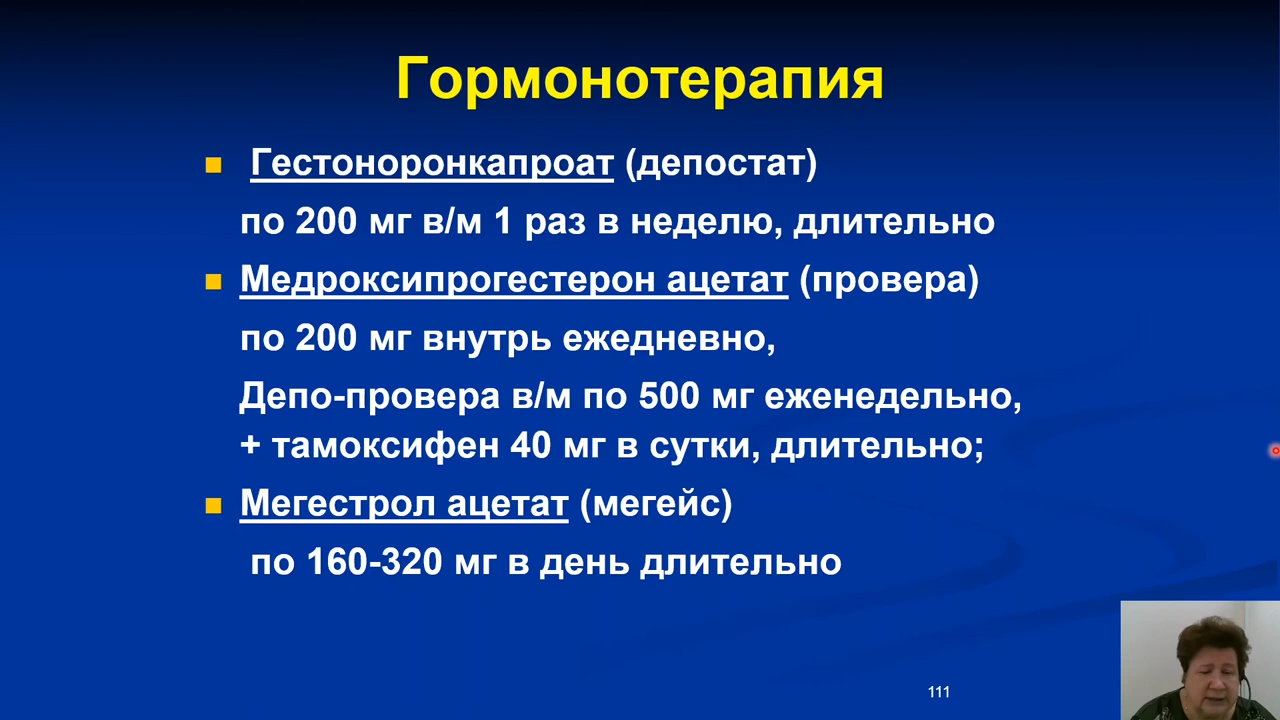 Гормонотерапия
Гестоноронкапроат (депостат)
по 200 мг в/м 1 раз в неделю, длительно
Медроксипрогестерон ацетат (провера)
по 200 мг внутрь ежедневно,
Депо-провера в/м по 500 мг еженедельно,
+ тамоксифен 40 мг в сутки, длительно;
Мегестрол ацетат (мегейс)
по 160-320 мг в день длительно
111